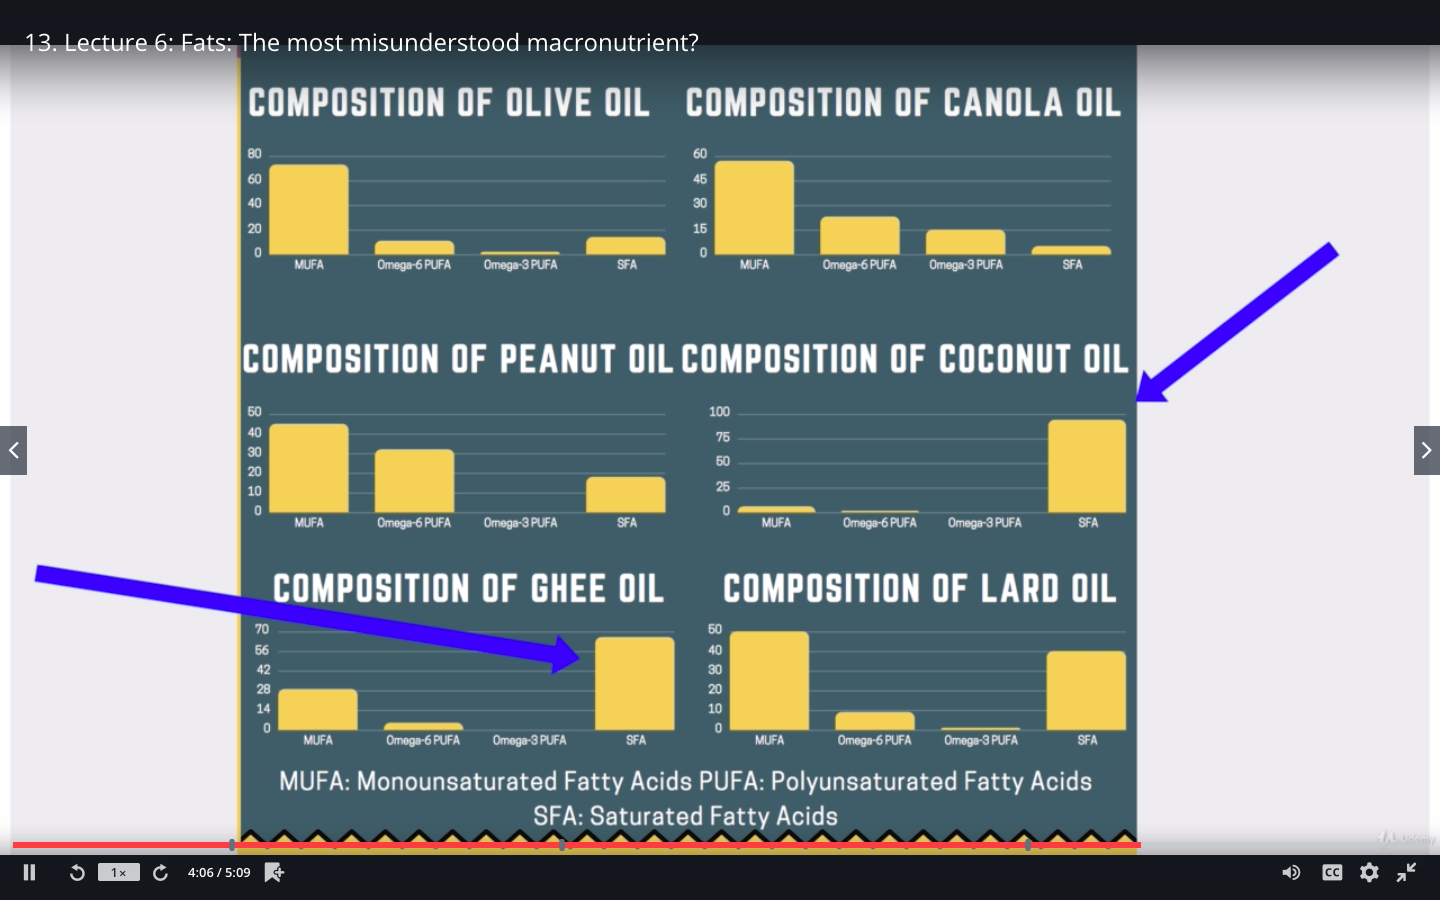 13. Lecture 6: Fats: The most misunderstood macronutrient?
COMPOSITION OF OLIVE OIL
80
60
40
20
0
MUFA Omega-6 PUFA Omega-3 PUFA SFA
COMPOSITION OF CANOLA OIL
60
45
30
15
0
MUFA Omega-6 PUFA Omega-3 PUFA SFA
COMPOSITION OF PEANUT OIL
50
40
30
20
10
0
MUFA Omega-6 PUFA Omega-3 PUFA SFA
COMPOSITION OF COCONUT OIL
100
75
50
25
0
MUFA Omega-6 PUFA Omega-3 PUFA SFA
COMPOSITION OF GHEE OIL
70
56
42
28
14
0
MUFA Omega-6 PUFA Omega-3 PUFA SFA
COMPOSITION OF LARD OIL
50
40
30
20
10
0
MUFA Omega-6 PUFA Omega-3 PUFA SFA
MUFA: Monounsaturated Fatty Acids PUFA: Polyunsaturated Fatty Acids
SFA: Saturated Fatty Acids
Udemy
1× 4:06 / 5:09 CC